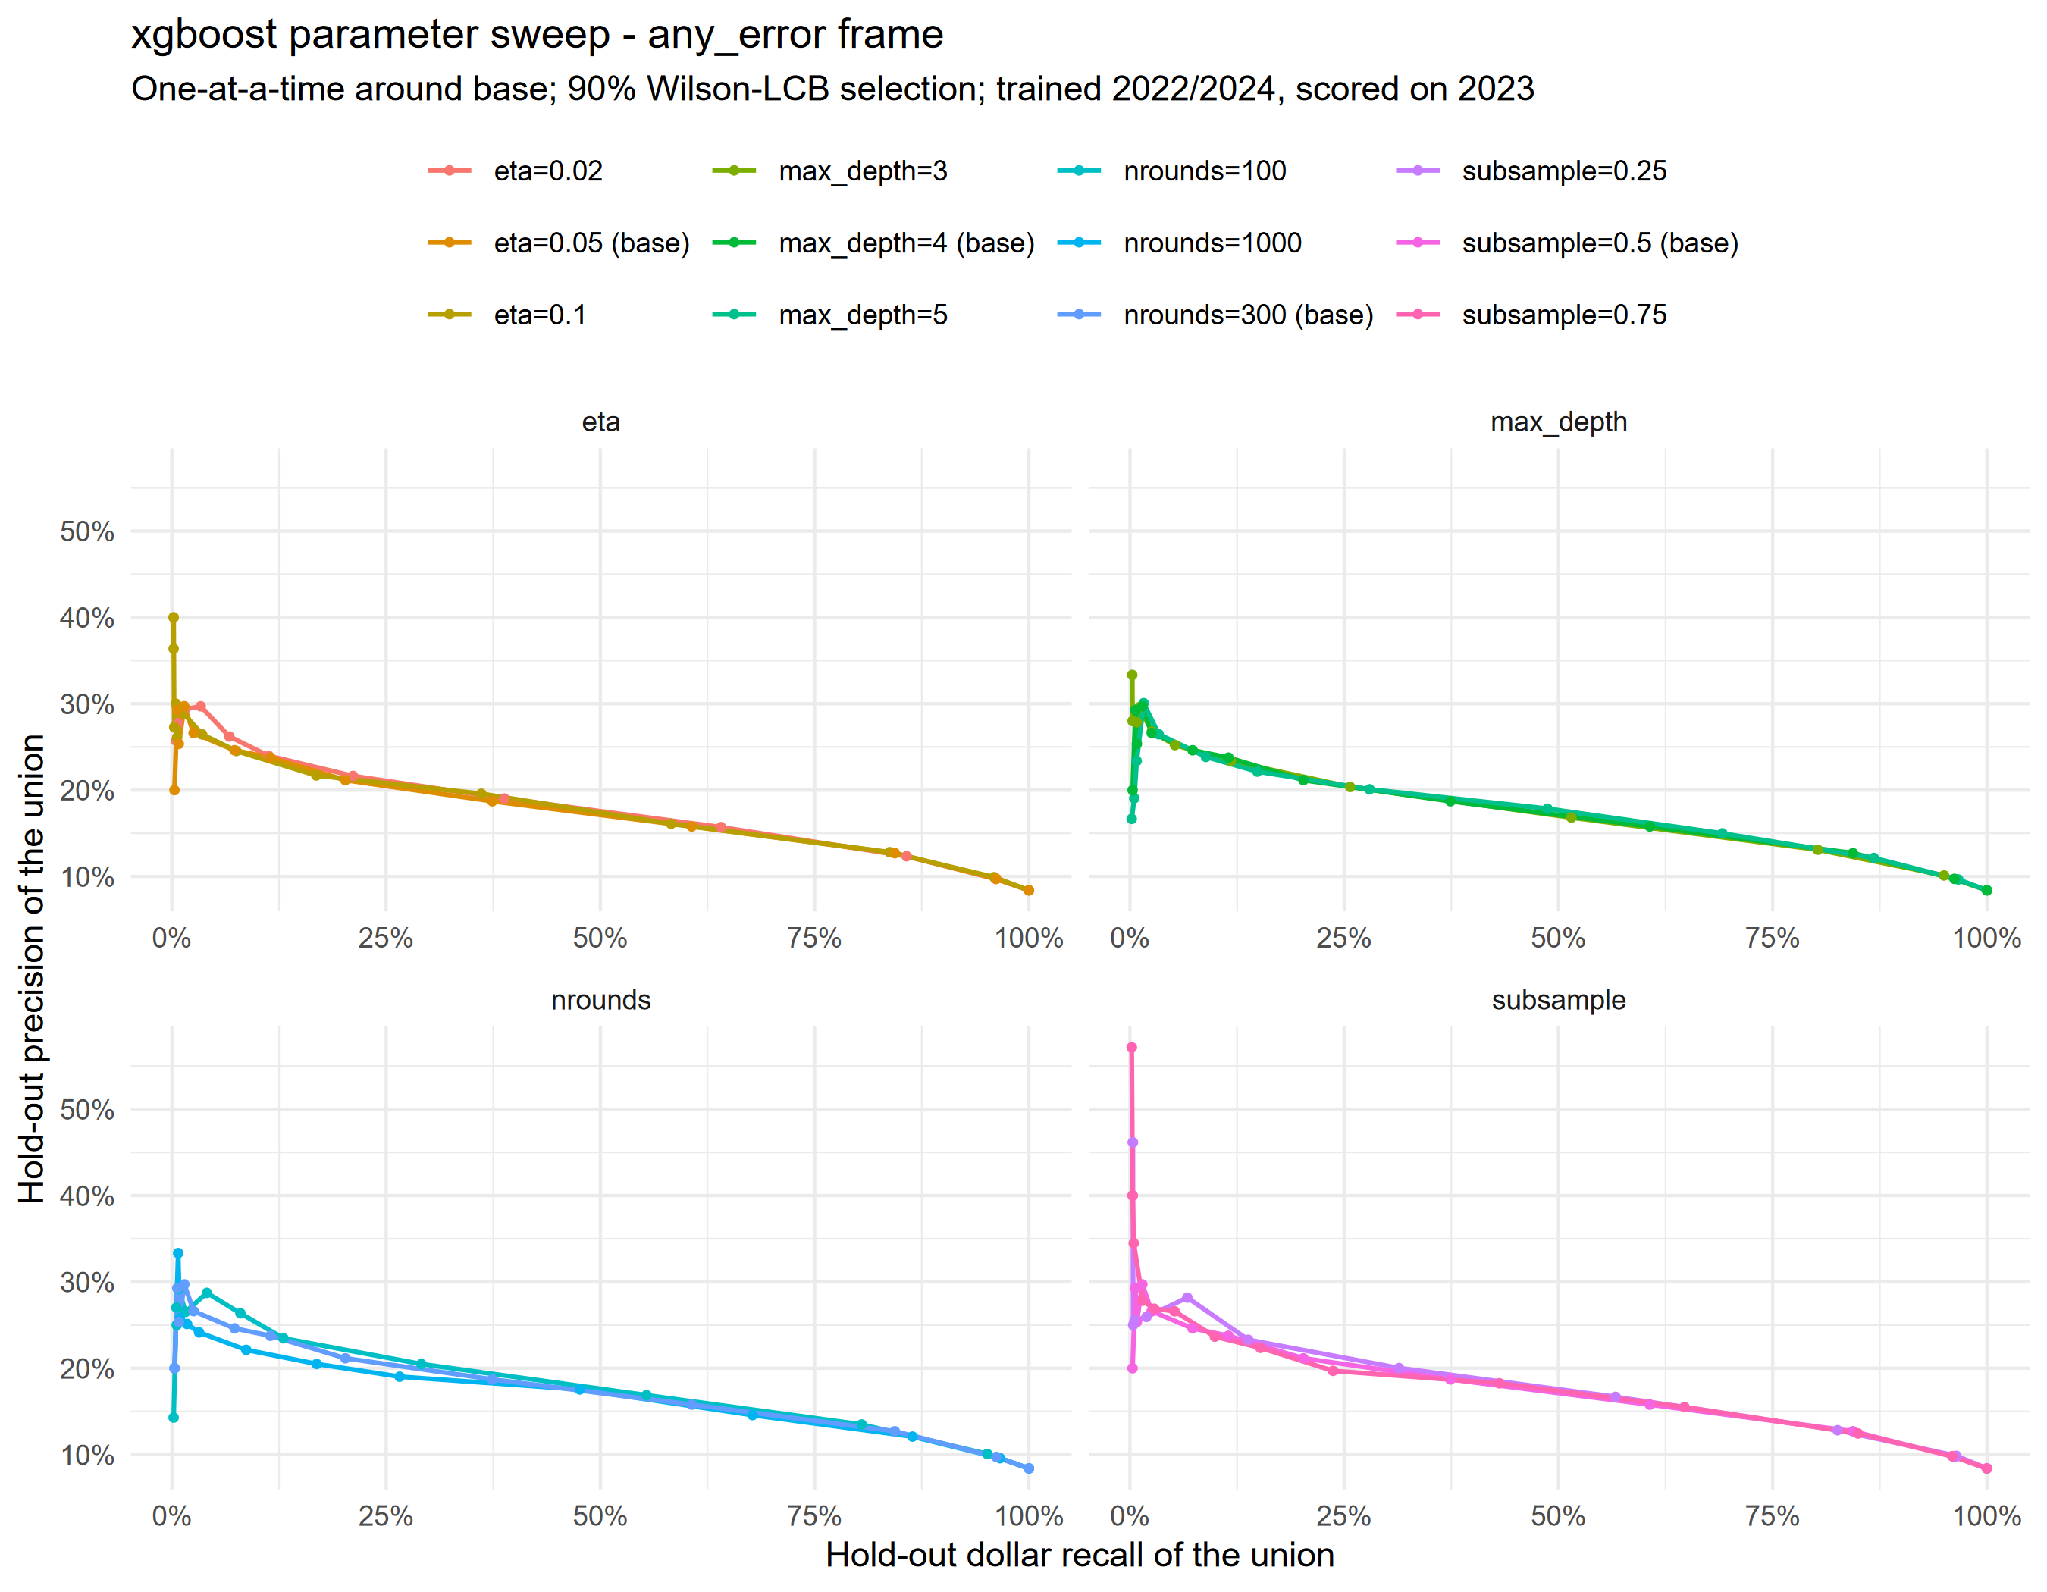 xgboost parameter sweep - any_error frame
One-at-a-time around base; 90% Wilson-LCB selection; trained 2022/2024, scored on 2023
eta=0.02 max_depth=3 nrounds=100 subsample=0.25
eta=0.05 (base) max_depth=4 (base) nrounds=1000 subsample=0.5 (base)
eta=0.1 max_depth=5 nrounds=300 (base) subsample=0.75
eta max_depth
50%
40%
30%
20%
10%
0% 25% 50% 75% 100% 0% 25% 50% 75% 100%
nrounds subsample
50%
40%
30%
20%
10%
0% 25% 50% 75% 100% 0% 25% 50% 75% 100%
Hold-out dollar recall of the union
Hold-out precision of the union